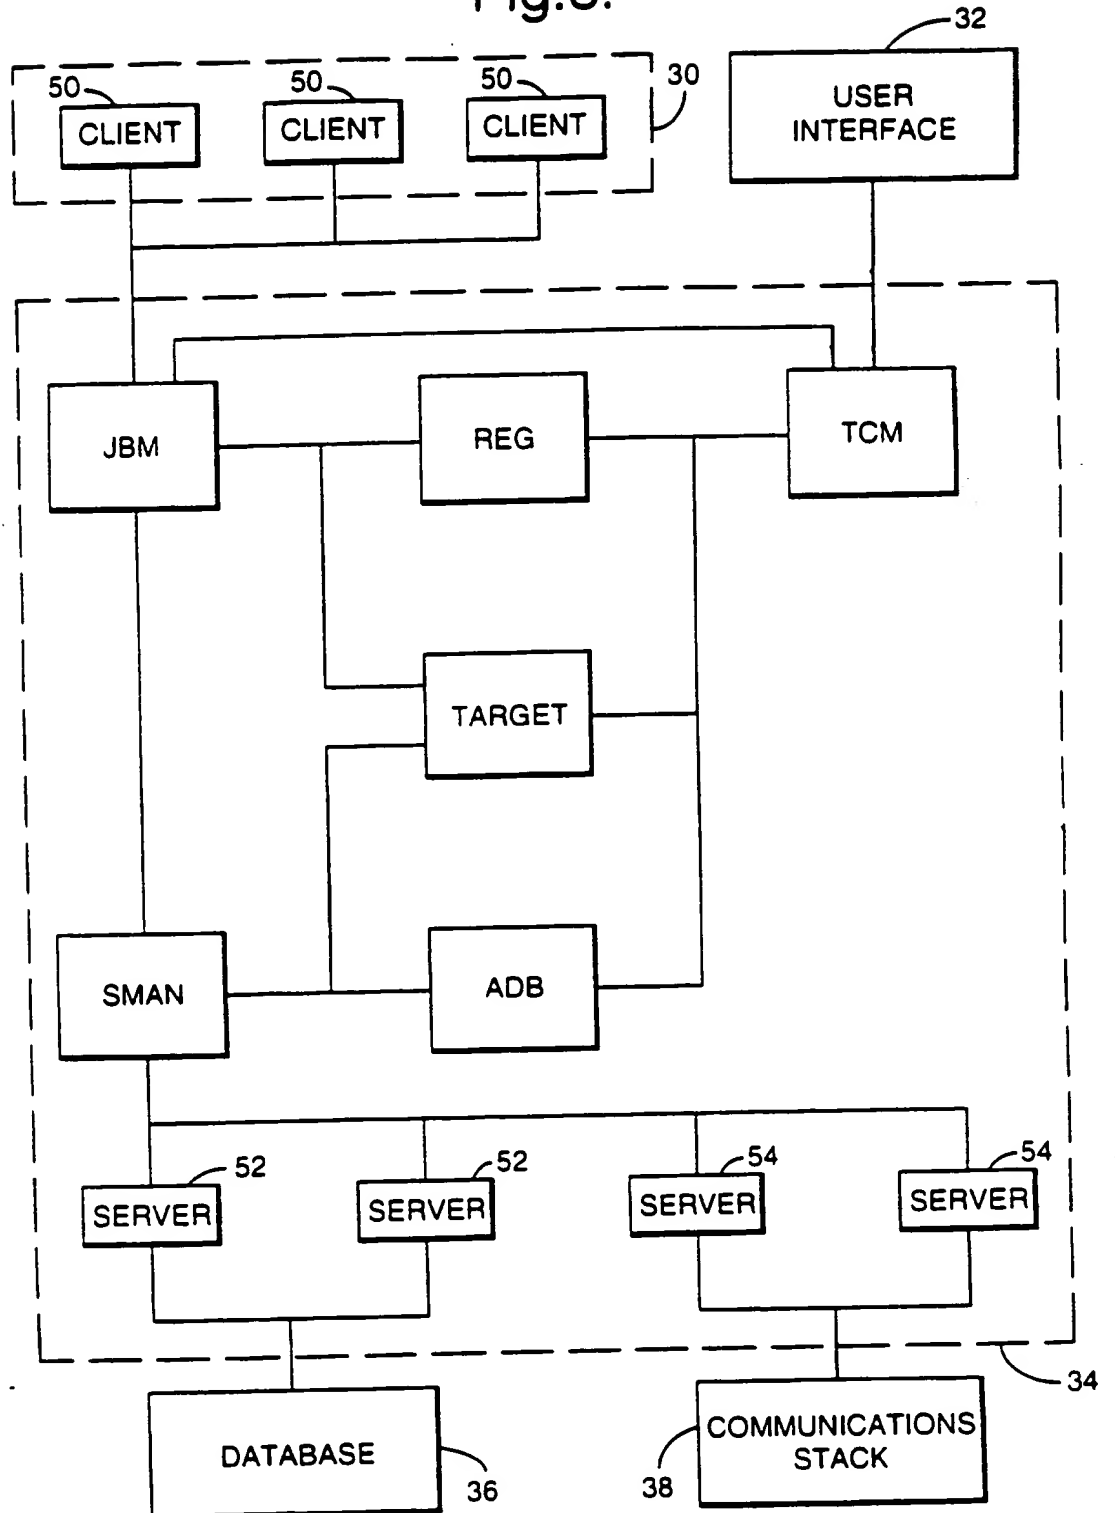 32
50
50
50
30
CLIENT
CLIENT
CLIENT
USER
INTERFACE
JBM
REG
TCM
TARGET
SMAN
ADB
52
52
54
54
SERVER
SERVER
SERVER
SERVER
34
DATABASE
36
COMMUNICATIONS
STACK
38